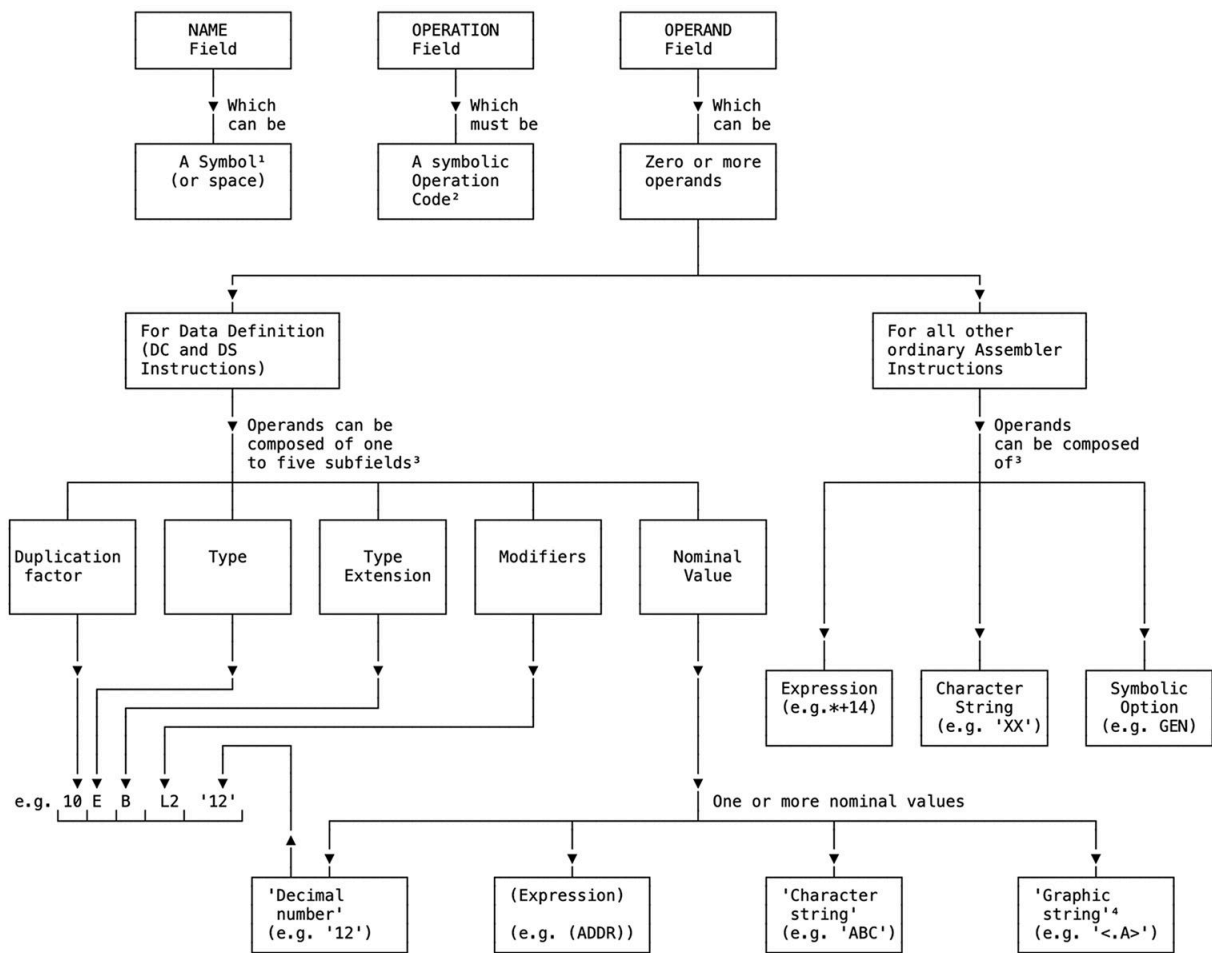 NAME
Field
OPERATION
Field
OPERAND
Field
Which
can be
Which
must be
Which
can be
A Symbol¹
(or space)
A symbolic
Operation
Code²
Zero or more
operands
For Data Definition
(DC and DS
Instructions)
For all other
ordinary Assembler
Instructions
Operands can be
composed of one
to five subfields³
Operands
can be composed
of³
Duplication
factor
Type
Type
Extension
Modifiers
Nominal
Value
Expression
(e.g.*+14)
Character
String
(e.g. 'XX')
Symbolic
Option
(e.g. GEN)
e.g. 10 E B L2 '12'
One or more nominal values
'Decimal
number'
(e.g. '12')
(Expression)
(e.g. (ADDR))
'Character
string'
(e.g. 'ABC')
'Graphic
string'⁴
(e.g. '<.A>')